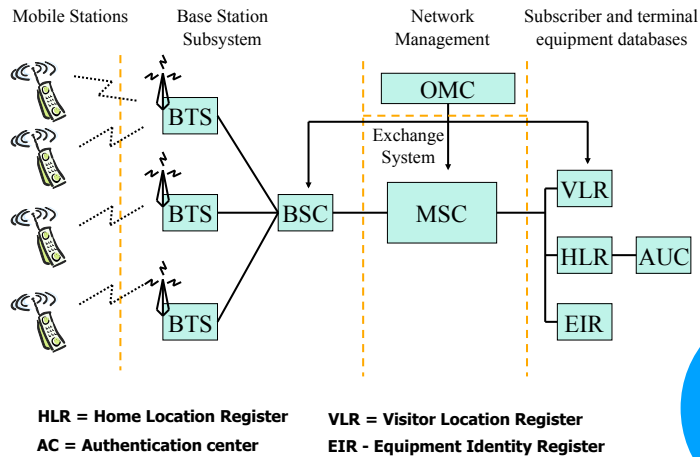 Mobile Stations
Base Station
Subsystem
Network
Management
Subscriber and terminal
equipment databases
OMC
Exchange
System
BTS
BTS
BTS
BSC
MSC
VLR
HLR
AUC
EIR
HLR = Home Location Register
VLR = Visitor Location Register
AC = Authentication center
EIR - Equipment Identity Register